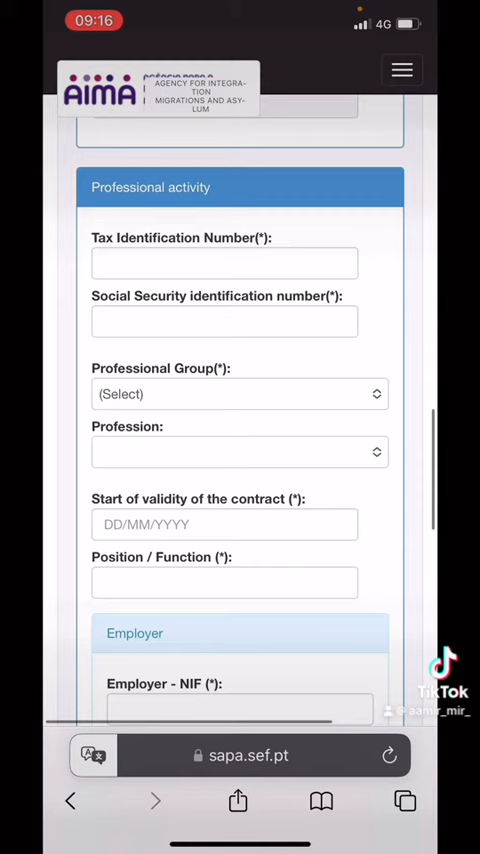 09:16
4G
AIMA
AGENCY FOR INTEGRA-
TION
MIGRATIONS AND ASY-
LUM
Professional activity
Tax Identification Number(*):
Social Security identification number(*):
Professional Group(*):
(Select)
Profession:
Start of validity of the contract (*):
DD/MM/YYYY
Position / Function (*):
Employer
Employer - NIF (*):
TikTok
@aamir_mir_
sapa.sef.pt